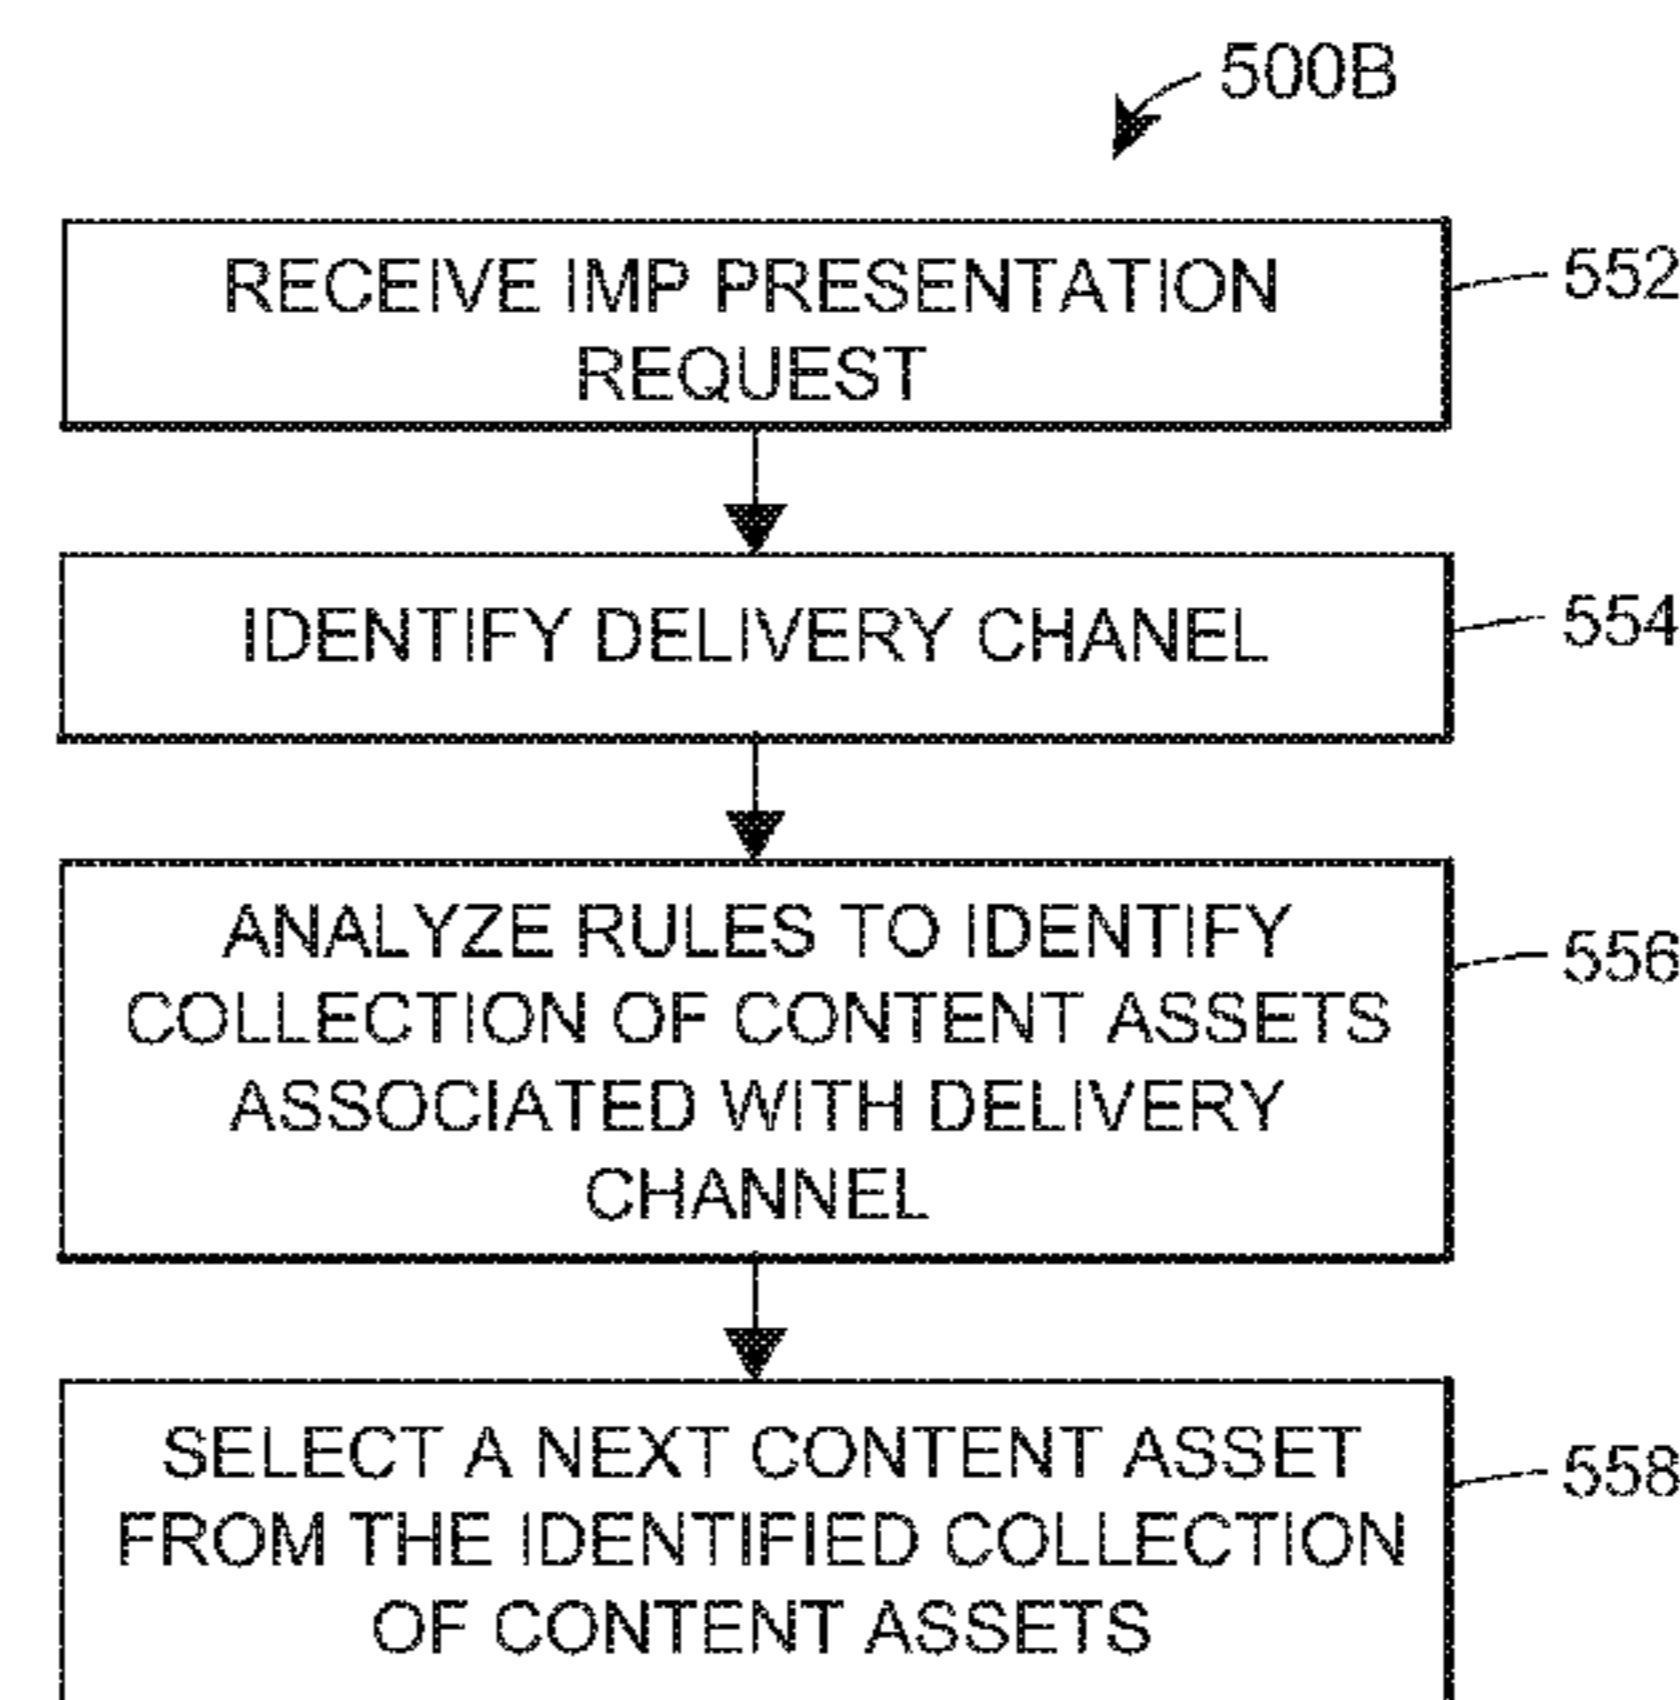 500B
RECEIVE IMP PRESENTATION
REQUEST
552
IDENTIFY DELIVERY CHANEL
554
ANALYZE RULES TO IDENTIFY
COLLECTION OF CONTENT ASSETS
ASSOCIATED WITH DELIVERY
CHANNEL
556
SELECT A NEXT CONTENT ASSET
FROM THE IDENTIFIED COLLECTION
OF CONTENT ASSETS
558